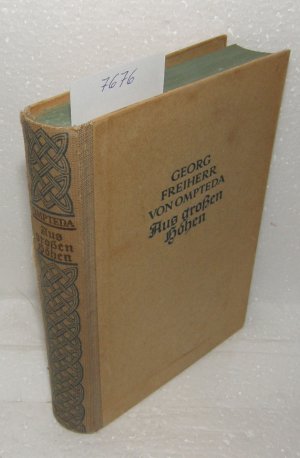 7676
GEORG
FREIHERR
VON OMPTEDA
Aus großen
Höhen
OMPTEDA
Aus
großen
Höhen